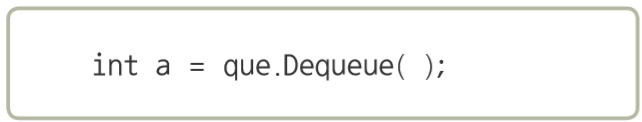 int a = que.Dequeue( );